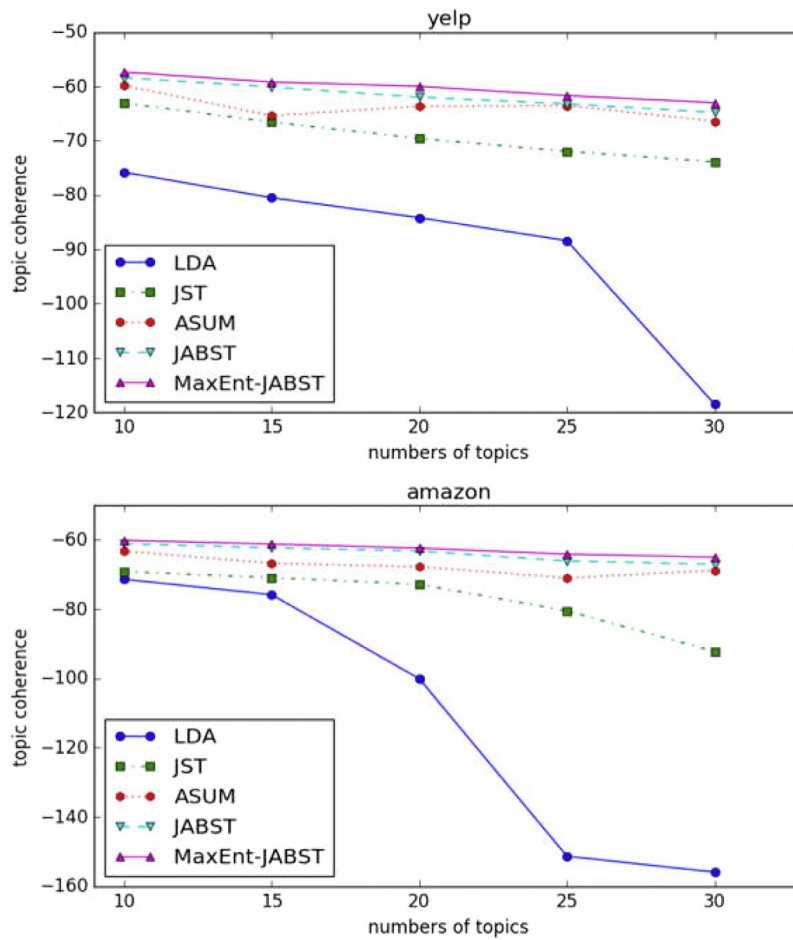 yelp
−50
−60
−70
−80
−90
−100
−110
−120
topic coherence
LDA
JST
ASUM
JABST
MaxEnt-JABST
10 15 20 25 30
numbers of topics
amazon
−60
−80
−100
−120
−140
−160
topic coherence
LDA
JST
ASUM
JABST
MaxEnt-JABST
10 15 20 25 30
numbers of topics